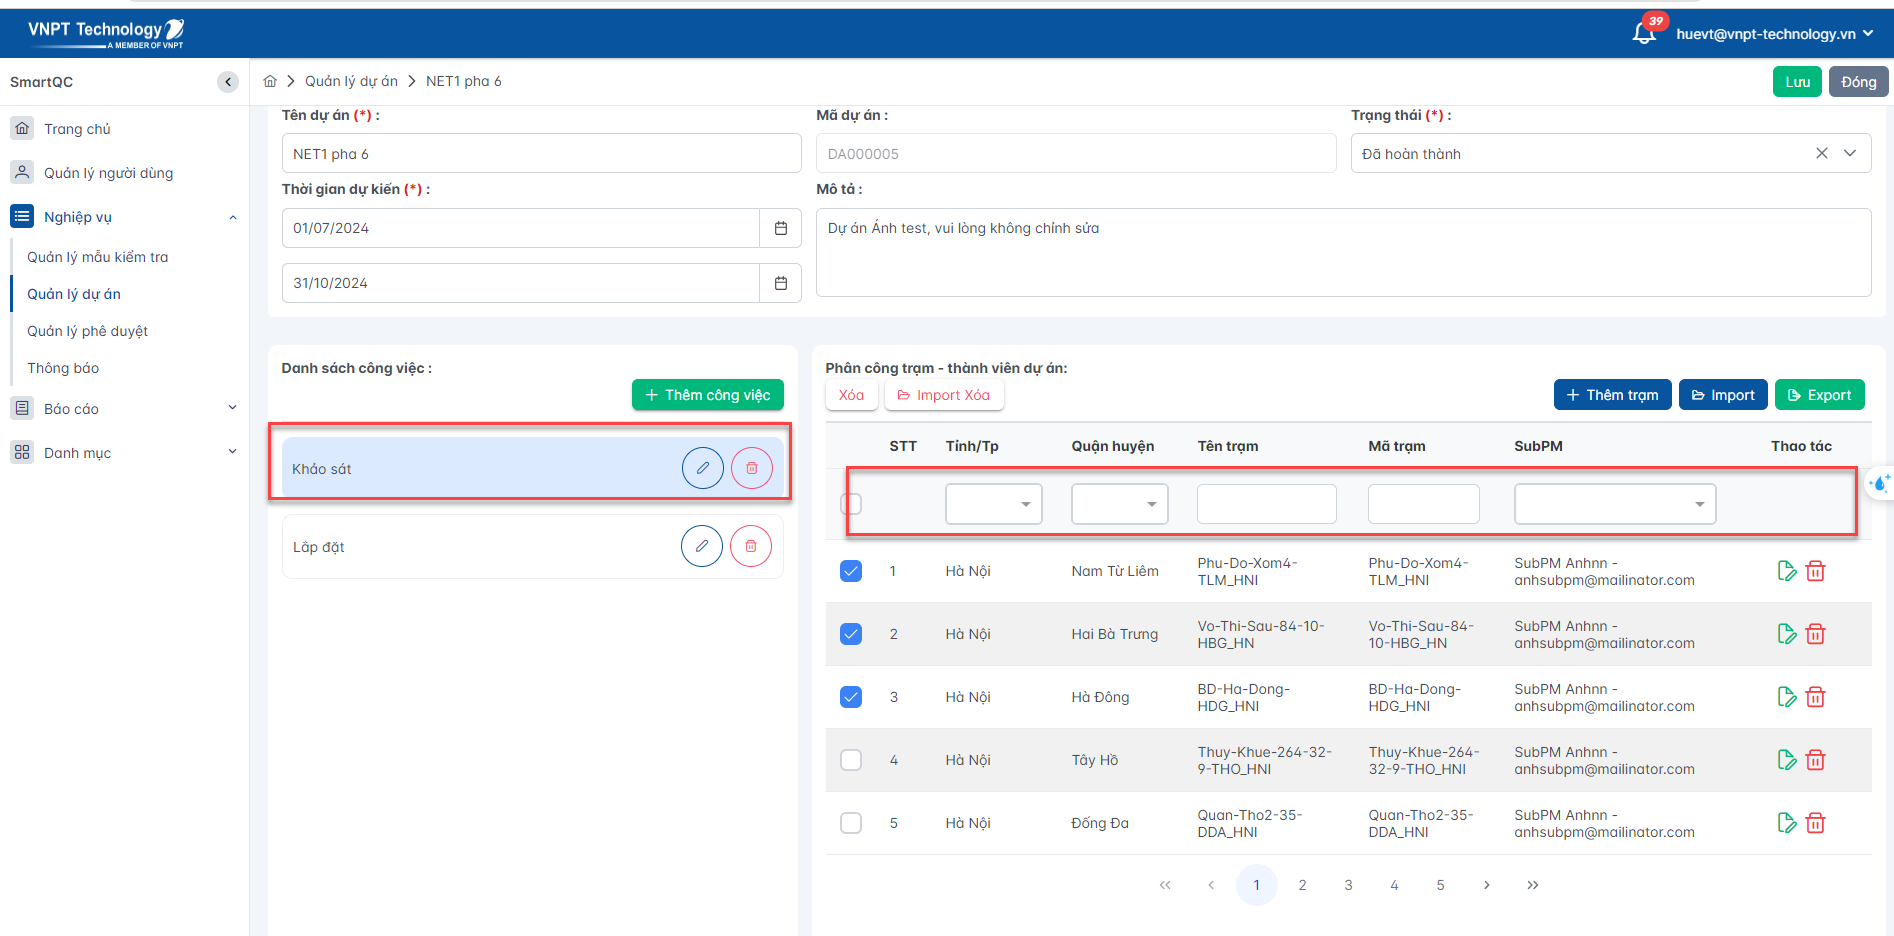 VNPT Technology
A MEMBER OF VNPT
39
huevt@vnpt-technology.vn
SmartQC
Quản lý dự án
NET1 pha 6
Lưu
Đóng
Trang chủ
Quản lý người dùng
Nghiệp vụ
Quản lý mẫu kiểm tra
Quản lý dự án
Quản lý phê duyệt
Thông báo
Báo cáo
Danh mục
Tên dự án (*) :
Mã dự án :
Trạng thái (*) :
NET1 pha 6
DA000005
Đã hoàn thành
Thời gian dự kiến (*) :
Mô tả :
01/07/2024
Dự án Ánh test, vui lòng không chỉnh sửa
31/10/2024
Danh sách công việc :
Thêm công việc
Khảo sát
Lắp đặt
Phân công trạm - thành viên dự án:
Xóa
Import Xóa
Thêm trạm
Import
Export
STT Tỉnh/Tp Quận huyện Tên trạm Mã trạm SubPM Thao tác
1 Hà Nội Nam Từ Liêm Phu-Do-Xom4- Phu-Do-Xom4- SubPM Anhnn -
TLM_HNI TLM_HNI anhsubpm@mailinator.com
2 Hà Nội Hai Bà Trưng Vo-Thi-Sau-84-10- Vo-Thi-Sau-84- SubPM Anhnn -
HBG_HN 10-HBG_HN anhsubpm@mailinator.com
3 Hà Nội Hà Đông BD-Ha-Dong- BD-Ha-Dong- SubPM Anhnn -
HDG_HNI HDG_HNI anhsubpm@mailinator.com
4 Hà Nội Tây Hồ Thuy-Khue-264-32- Thuy-Khue-264- SubPM Anhnn -
9-THO_HNI 32-9-THO_HNI anhsubpm@mailinator.com
5 Hà Nội Đống Đa Quan-Tho2-35- Quan-Tho2-35- SubPM Anhnn -
DDA_HNI DDA_HNI anhsubpm@mailinator.com
1 2 3 4 5